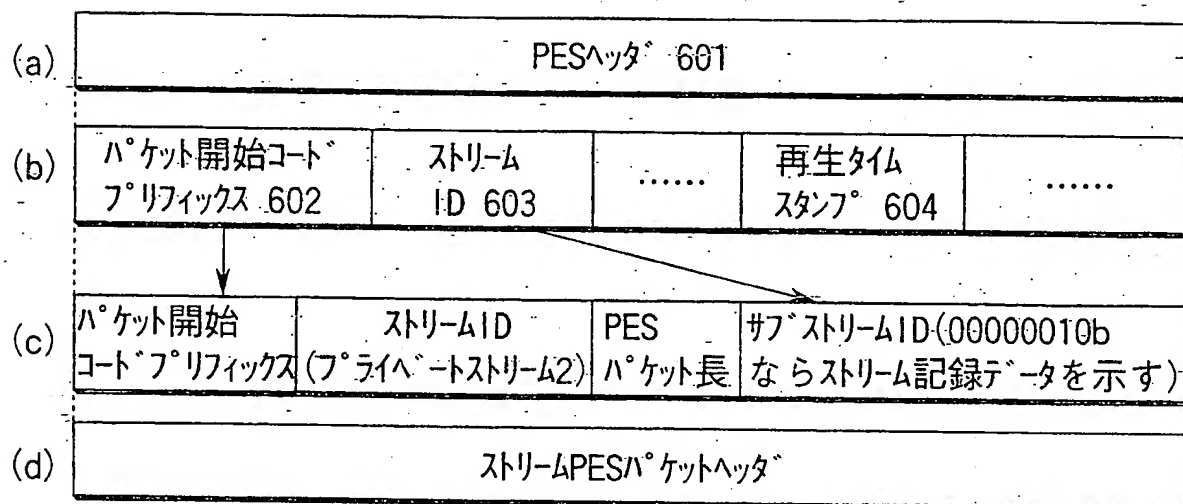 (a)
PESヘッダ 601
(b)
パケット開始コード
プリフィックス 602
ストリーム
ID 603
……
再生タイム
スタンプ 604
……
(c)
パケット開始
コードプリフィックス
ストリームID
(プライベートストリーム2)
PES
パケット長
サブストリームID(00000010b
ならストリーム記録データを示す)
(d)
ストリームPESパケットヘッダ